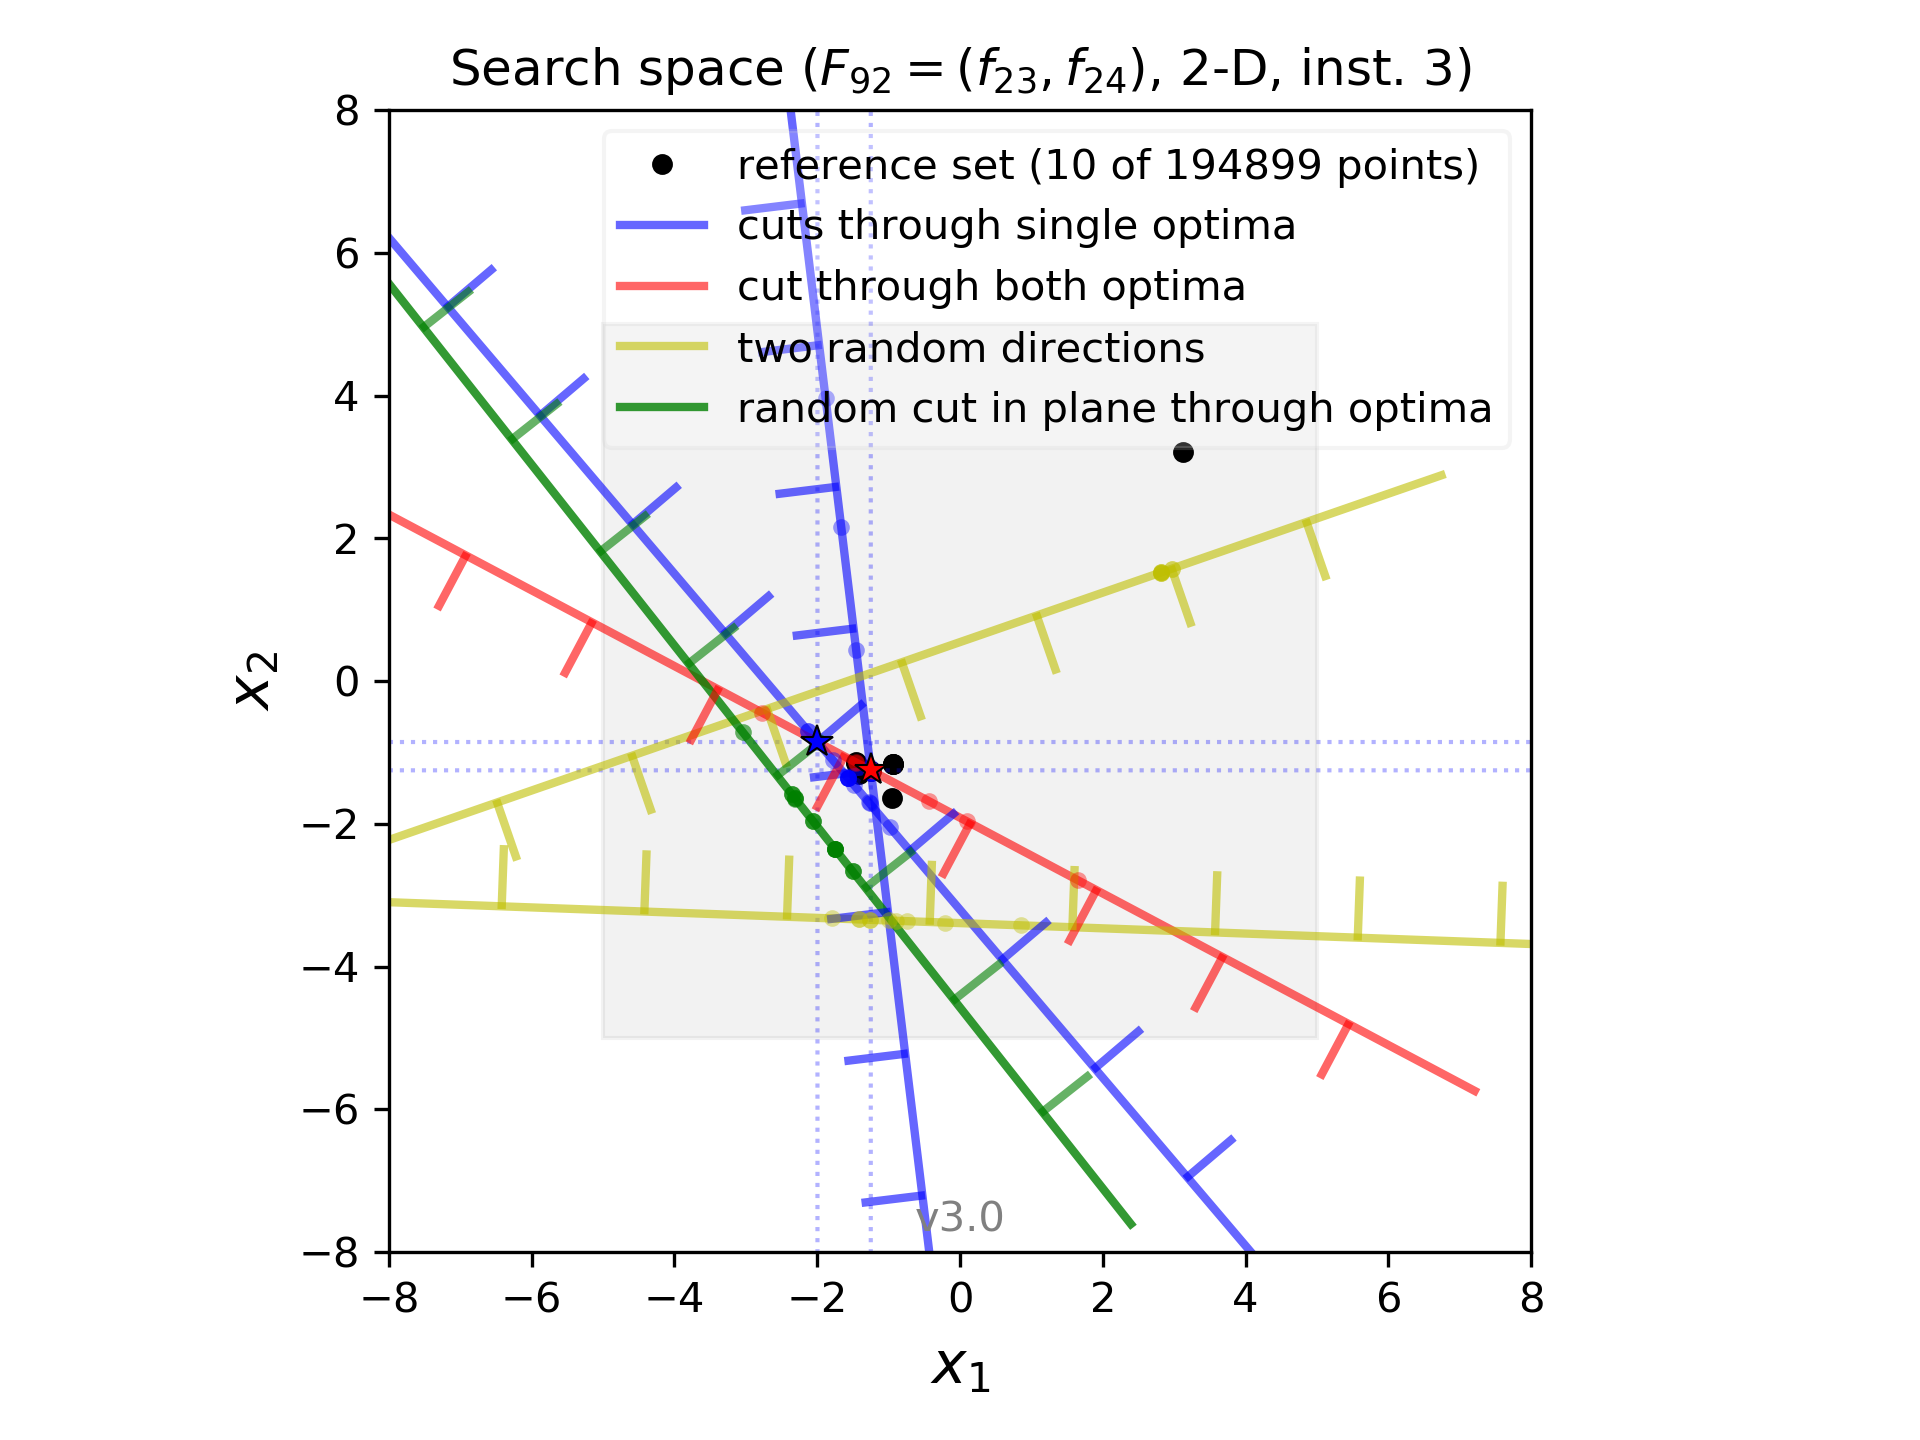 Search space (F92 = (f23, f24), 2-D, inst. 3)
reference set (10 of 194899 points)
cuts through single optima
cut through both optima
two random directions
random cut in plane through optima
8
6
4
2
0
−2
−4
−6
−8
x2
v3.0
−8 −6 −4 −2 0 2 4 6 8
x1